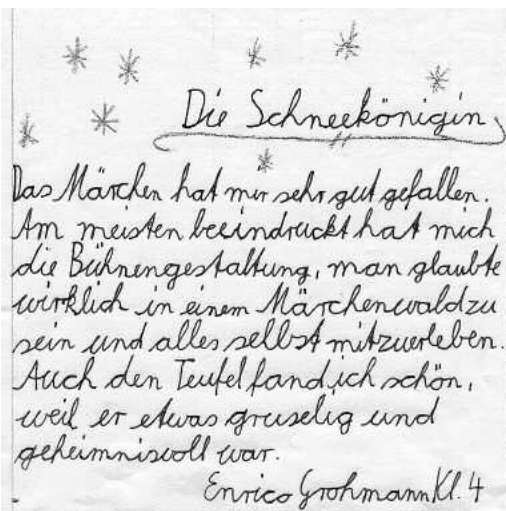 Die Schneekönigin
Das Märchen hat mir sehr gut gefallen.
Am meisten beeindruckt hat mich
die Bühnengestaltung, man glaubte
wirklich in einem Märchenwald zu
sein und alles selbst mitzuerleben.
Auch den Teufel fand ich schön,
weil er etwas gruselig und
geheimnisvoll war.
Enrico Grohmann Kl. 4